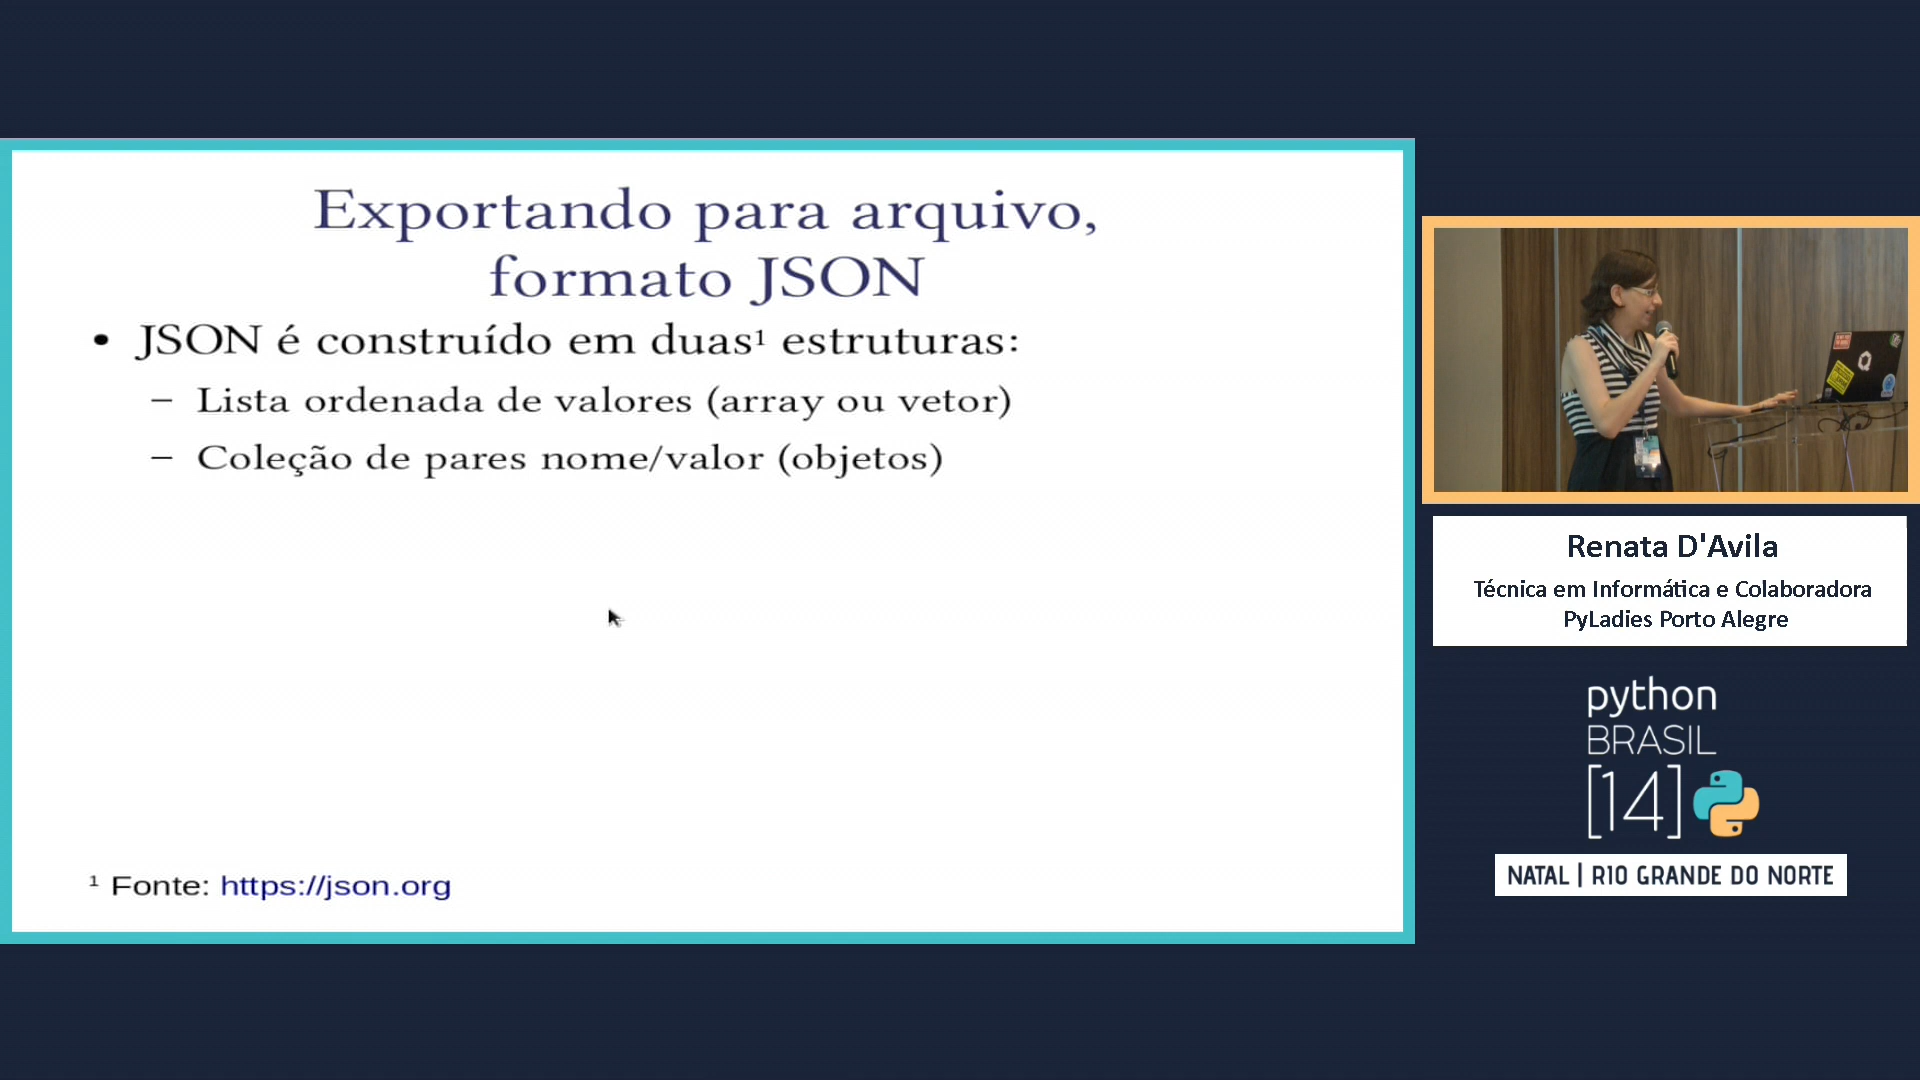 Exportando para arquivo,
formato JSON
• JSON é construído em duas¹ estruturas:
– Lista ordenada de valores (array ou vetor)
– Coleção de pares nome/valor (objetos)
¹ Fonte: https://json.org
Renata D'Avila
Técnica em Informática e Colaboradora
PyLadies Porto Alegre
python
BRASIL
[14]
NATAL | RIO GRANDE DO NORTE